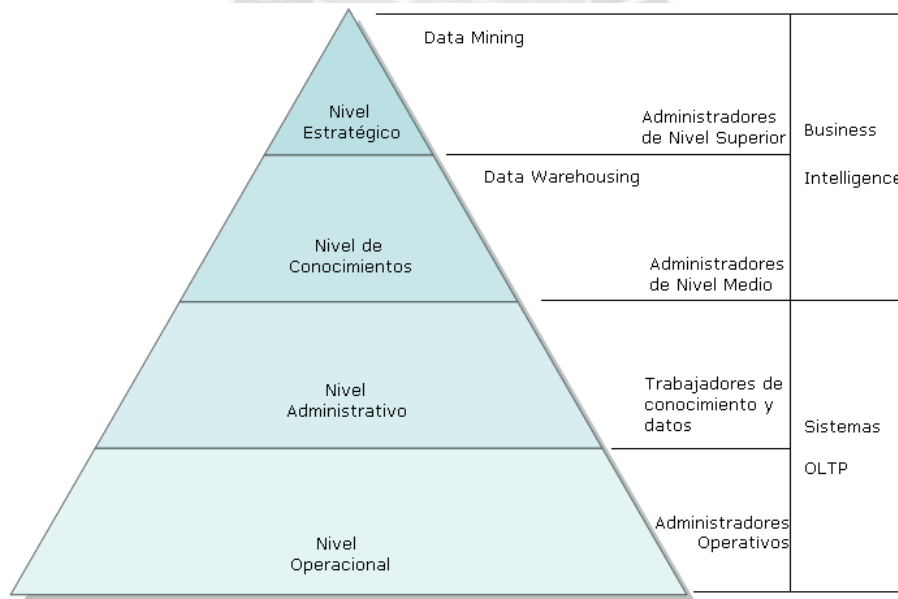 Data Mining
Nivel
Estratégico
Administradores
de Nivel Superior
Business
Data Warehousing
Intelligence
Nivel de
Conocimientos
Administradores
de Nivel Medio
Nivel
Administrativo
Trabajadores de
conocimiento y
datos
Sistemas
OLTP
Nivel
Operacional
Administradores
Operativos